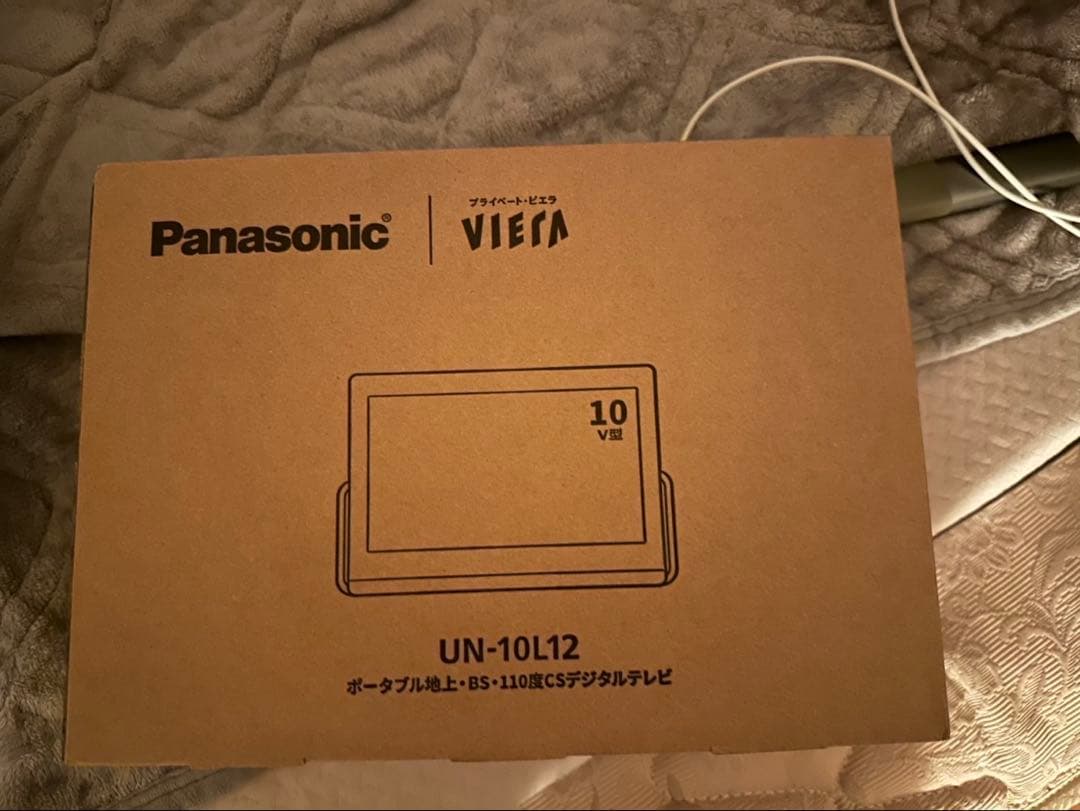 Panasonic®
プライベート・ビエラ
VIERA
10
V型
UN-10L12
ポータブル地上・BS・110度CSデジタルテレビ